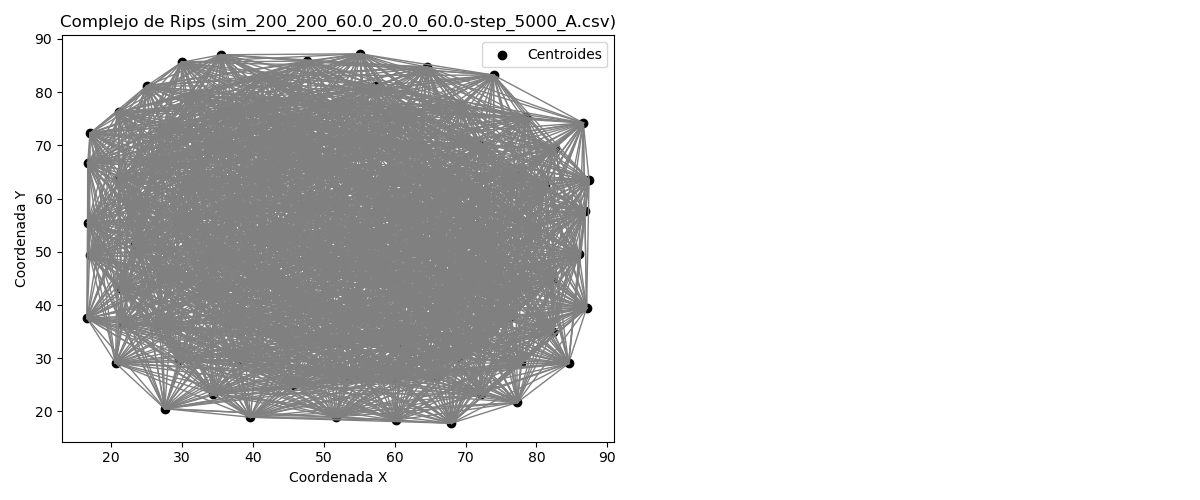 Complejo de Rips (sim_200_200_60.0_20.0_60.0-step_5000_A.csv)
Centroides
90
80
70
60
50
40
30
20
Coordenada Y
20 30 40 50 60 70 80 90
Coordenada X